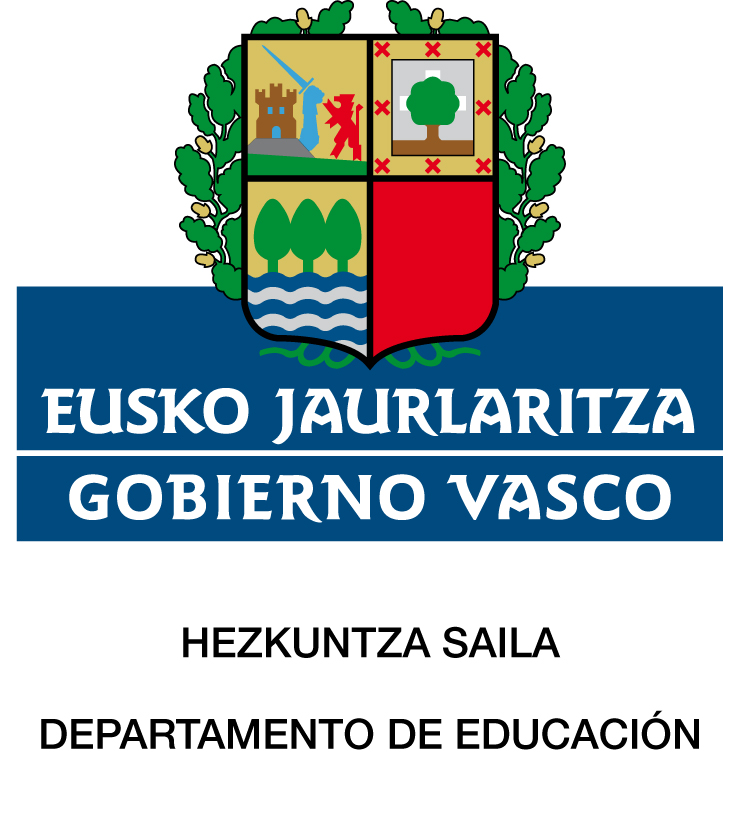 EUSKO JAURLARITZA
GOBIERNO VASCO
HEZKUNTZA SAILA
DEPARTAMENTO DE EDUCACIÓN